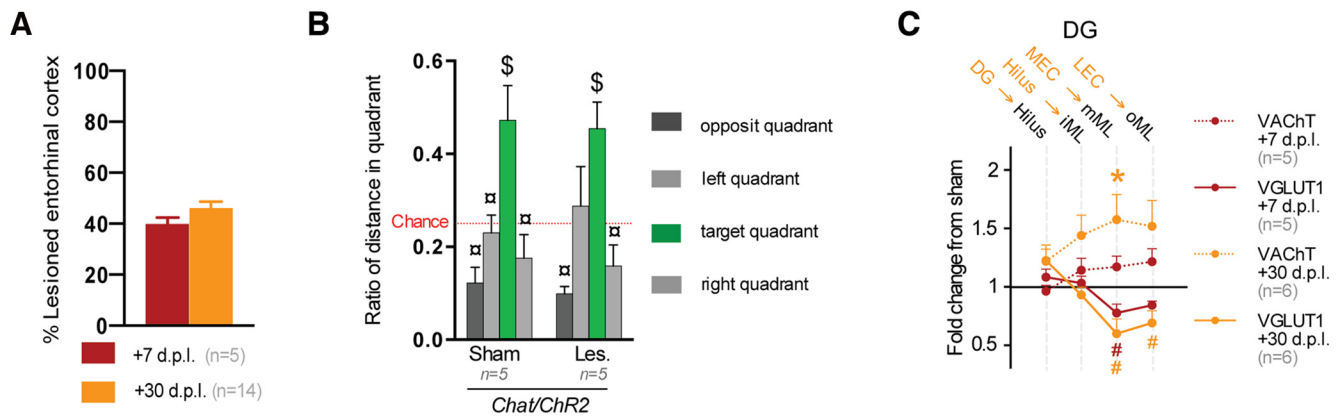 A
% Lesioned entorhinal cortex
100
80
60
40
20
0
+7 d.p.l. (n=5)
+30 d.p.l. (n=14)
B
Ratio of distance in quadrant
0.6
0.4
0.2
0.0
Chance
¤ ¤ $ ¤
¤ $ ¤
Sham
n=5
Les.
n=5
Chat/ChR2
opposit quadrant
left quadrant
target quadrant
right quadrant
C
DG
DG → Hilus
Hilus → iML
MEC → mML
LEC → oML
Fold change from sham
2
1.5
1
0.5
*
#
#
#
VAChT
+7 d.p.l.
(n=5)
VGLUT1
+7 d.p.l.
(n=5)
VAChT
+30 d.p.l.
(n=6)
VGLUT1
+30 d.p.l.
(n=6)